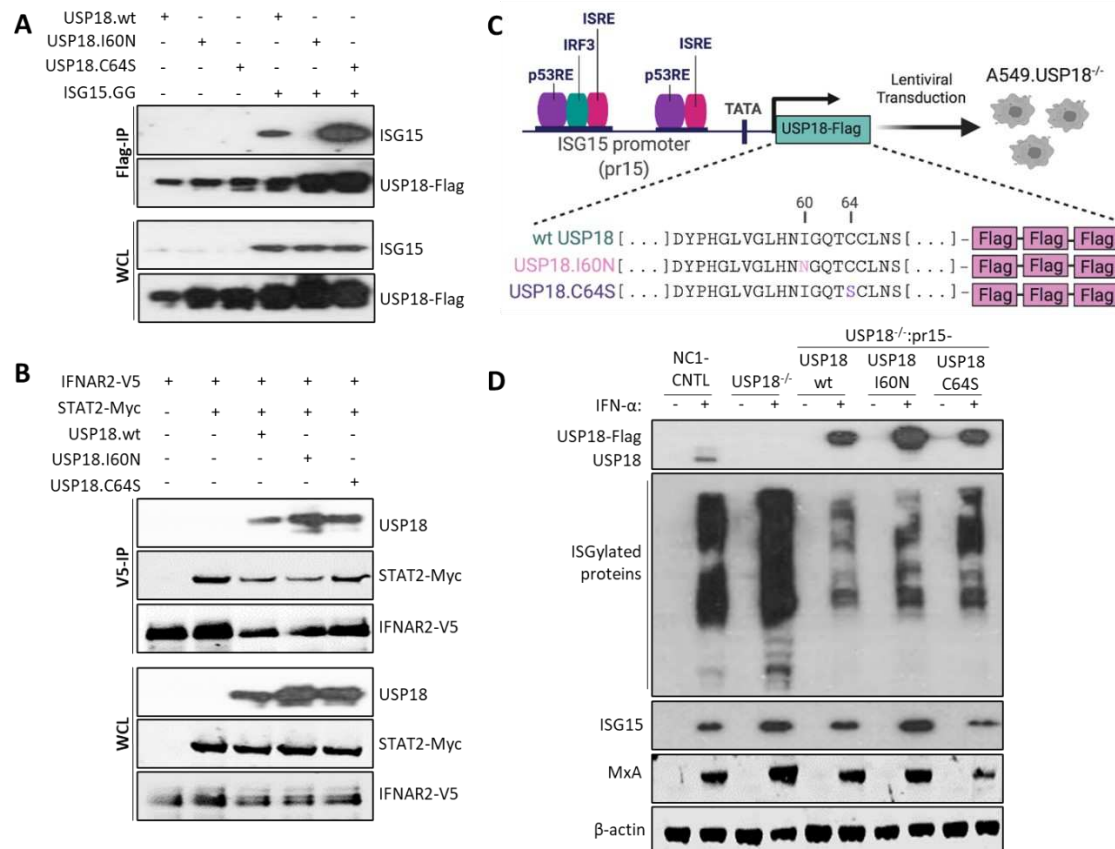 A
USP18.wt + - - + - -
USP18.I60N - + - - + -
USP18.C64S - - + - - +
ISG15.GG - - - + + +
Flag-IP
ISG15
USP18-Flag
WCL
ISG15
USP18-Flag
B
IFNAR2-V5 + + + + +
STAT2-Myc - + + + +
USP18.wt - - + - -
USP18.I60N - - - + -
USP18.C64S - - - - +
V5-IP
USP18
STAT2-Myc
IFNAR2-V5
WCL
USP18
STAT2-Myc
IFNAR2-V5
C
ISRE
IRF3
p53RE
ISRE
p53RE
TATA
USP18-Flag
ISG15 promoter
(pr15)
Lentiviral
Transduction
A549.USP18-/-
60 64
wt USP18 [...]DYPHGLVGLHNIGQTCCLNS[...]- Flag Flag Flag
USP18.I60N [...]DYPHGLVGLHNNGQTCCLNS[...]- Flag Flag Flag
USP18.C64S [...]DYPHGLVGLHNIGQTSCLNS[...]- Flag Flag Flag
D
USP18-/-:pr15-
NC1-
CNTL
USP18-/-
USP18
wt
USP18
I60N
USP18
C64S
IFN-α: - + - + - + - + - +
USP18-Flag
USP18
ISGylated
proteins
ISG15
MxA
β-actin